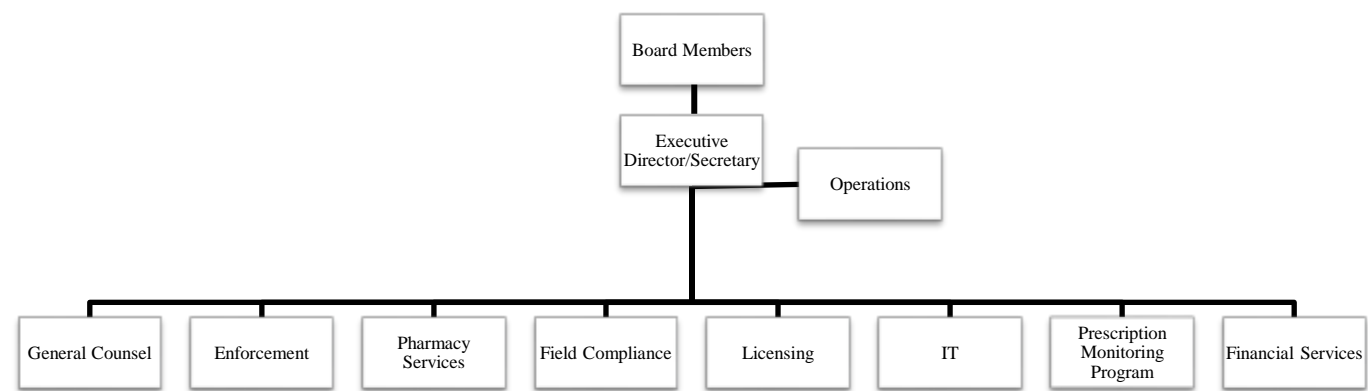 Board Members
Executive
Director/Secretary
Operations
General Counsel
Enforcement
Pharmacy
Services
Field Compliance
Licensing
IT
Prescription
Monitoring
Program
Financial Services